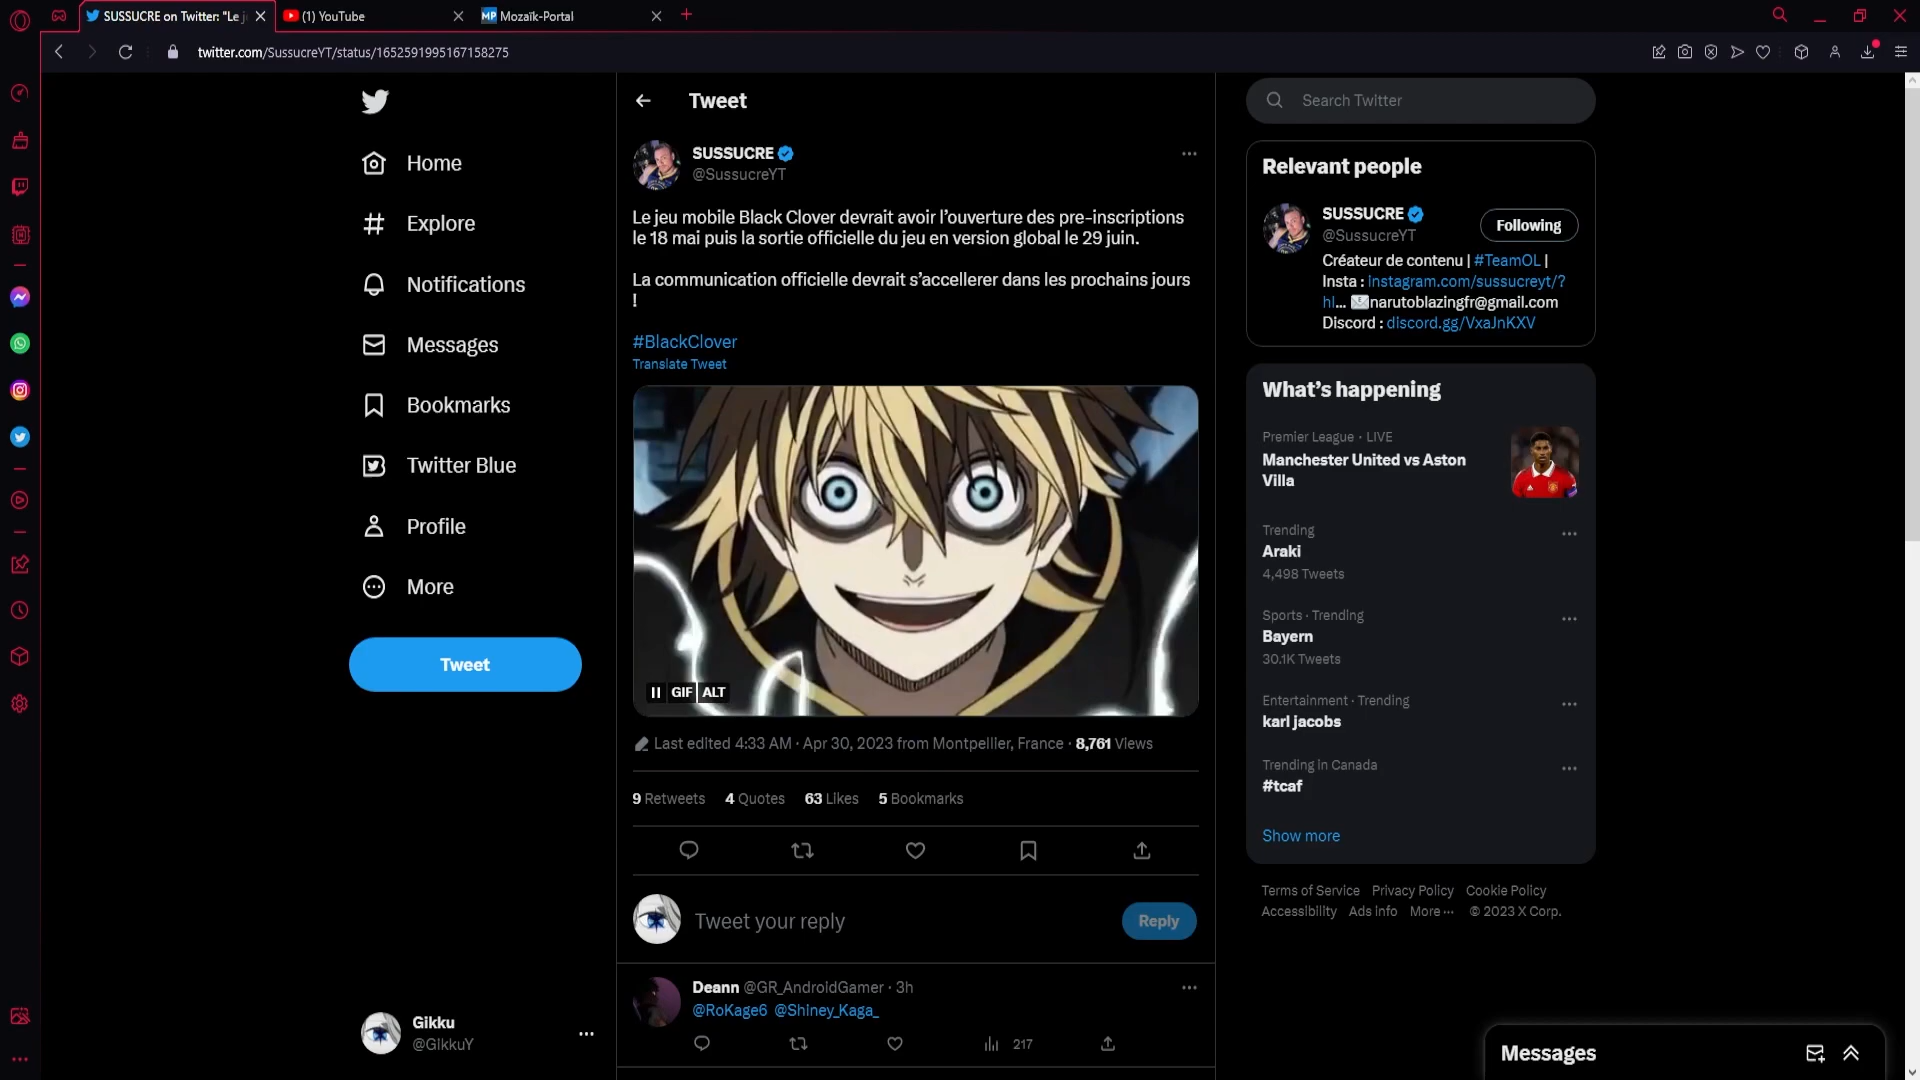 SUSSUCRE on Twitter: "Le j
(1) YouTube
MP Mozaïk-Portal
twitter.com/SussucreYT/status/1652591995167158275
Home
Explore
Notifications
Messages
Bookmarks
Twitter Blue
Profile
More
Tweet
Gikku
@GikkuY
Tweet
SUSSUCRE
@SussucreYT
Le jeu mobile Black Clover devrait avoir l'ouverture des pre-inscriptions
le 18 mai puis la sortie officielle du jeu en version global le 29 juin.
La communication officielle devrait s'accellerer dans les prochains jours
!
#BlackClover
Translate Tweet
GIF ALT
Last edited 4:33 AM · Apr 30, 2023 from Montpellier, France · 8,761 Views
9 Retweets 4 Quotes 63 Likes 5 Bookmarks
Tweet your reply
Reply
Deann @GR_AndroidGamer · 3h
@RoKage6 @Shiney_Kaga_
217
Search Twitter
Relevant people
SUSSUCRE
@SussucreYT
Following
Créateur de contenu | #TeamOL |
Insta : instagram.com/sussucreyt/?
hl… narutoblazingfr@gmail.com
Discord : discord.gg/VxaJnKXV
What's happening
Premier League · LIVE
Manchester United vs Aston
Villa
Trending
Araki
4,498 Tweets
Sports · Trending
Bayern
30.1K Tweets
Entertainment · Trending
karl jacobs
Trending in Canada
#tcaf
Show more
Terms of Service Privacy Policy Cookie Policy
Accessibility Ads info More ··· © 2023 X Corp.
Messages